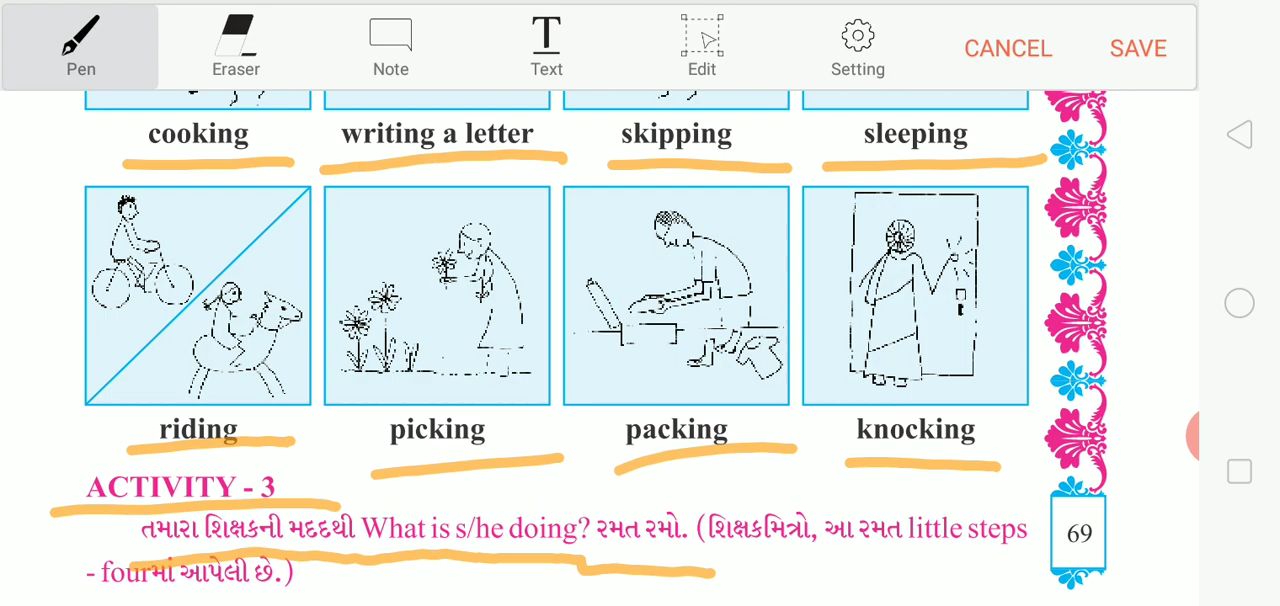 Pen Eraser Note Text Edit Setting CANCEL SAVE
cooking writing a letter skipping sleeping
riding picking packing knocking
ACTIVITY - 3
તમારા શિક્ષકની મદદથી What is s/he doing? રમત રમો. (શિક્ષકમિત્રો, આ રમત little steps
- fourમાં આપેલી છે.)
69